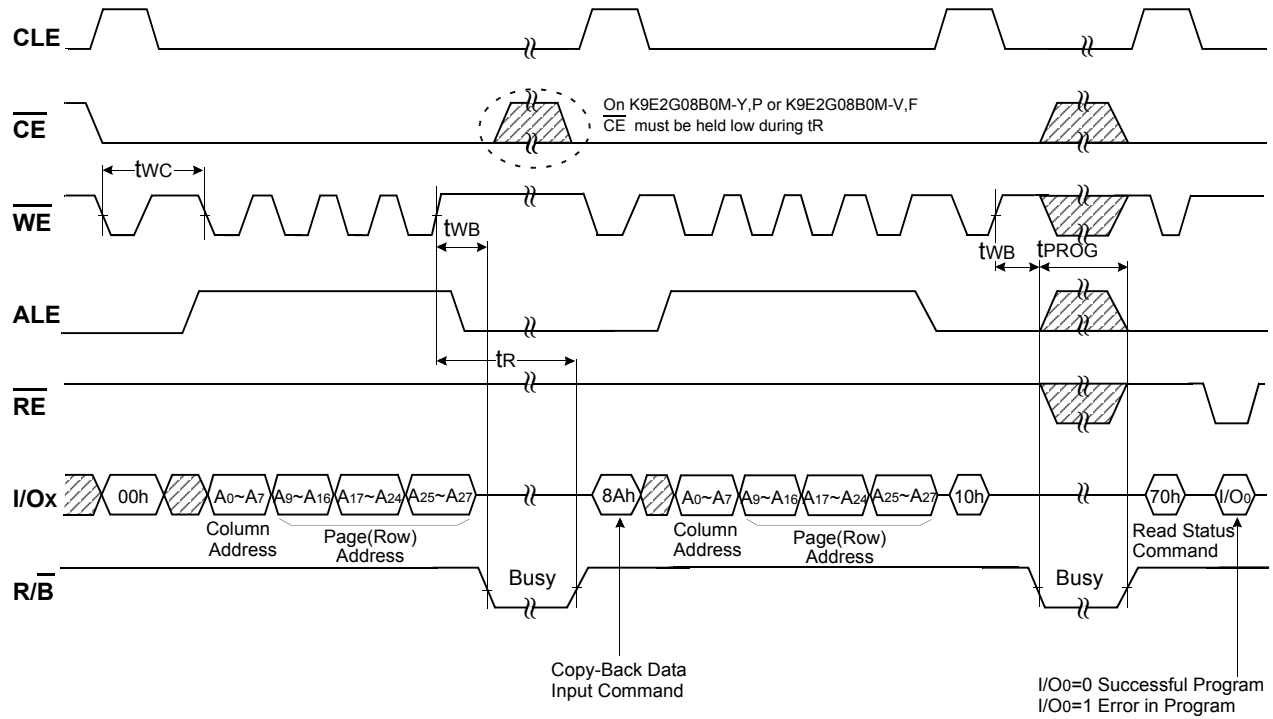 CLE
On K9E2G08B0M-Y,P or K9E2G08B0M-V,F
CE must be held low during tR
CE
tWC
WE
tWB
tWB
tPROG
ALE
tR
RE
I/Ox
00h
A0~A7
A9~A16
A17~A24
A25~A27
8Ah
A0~A7
A9~A16
A17~A24
A25~A27
10h
70h
I/O0
Column
Address
Page(Row)
Address
Column
Address
Page(Row)
Address
Read Status
Command
R/B
Busy
Busy
Copy-Back Data
Input Command
I/O0=0 Successful Program
I/O0=1 Error in Program